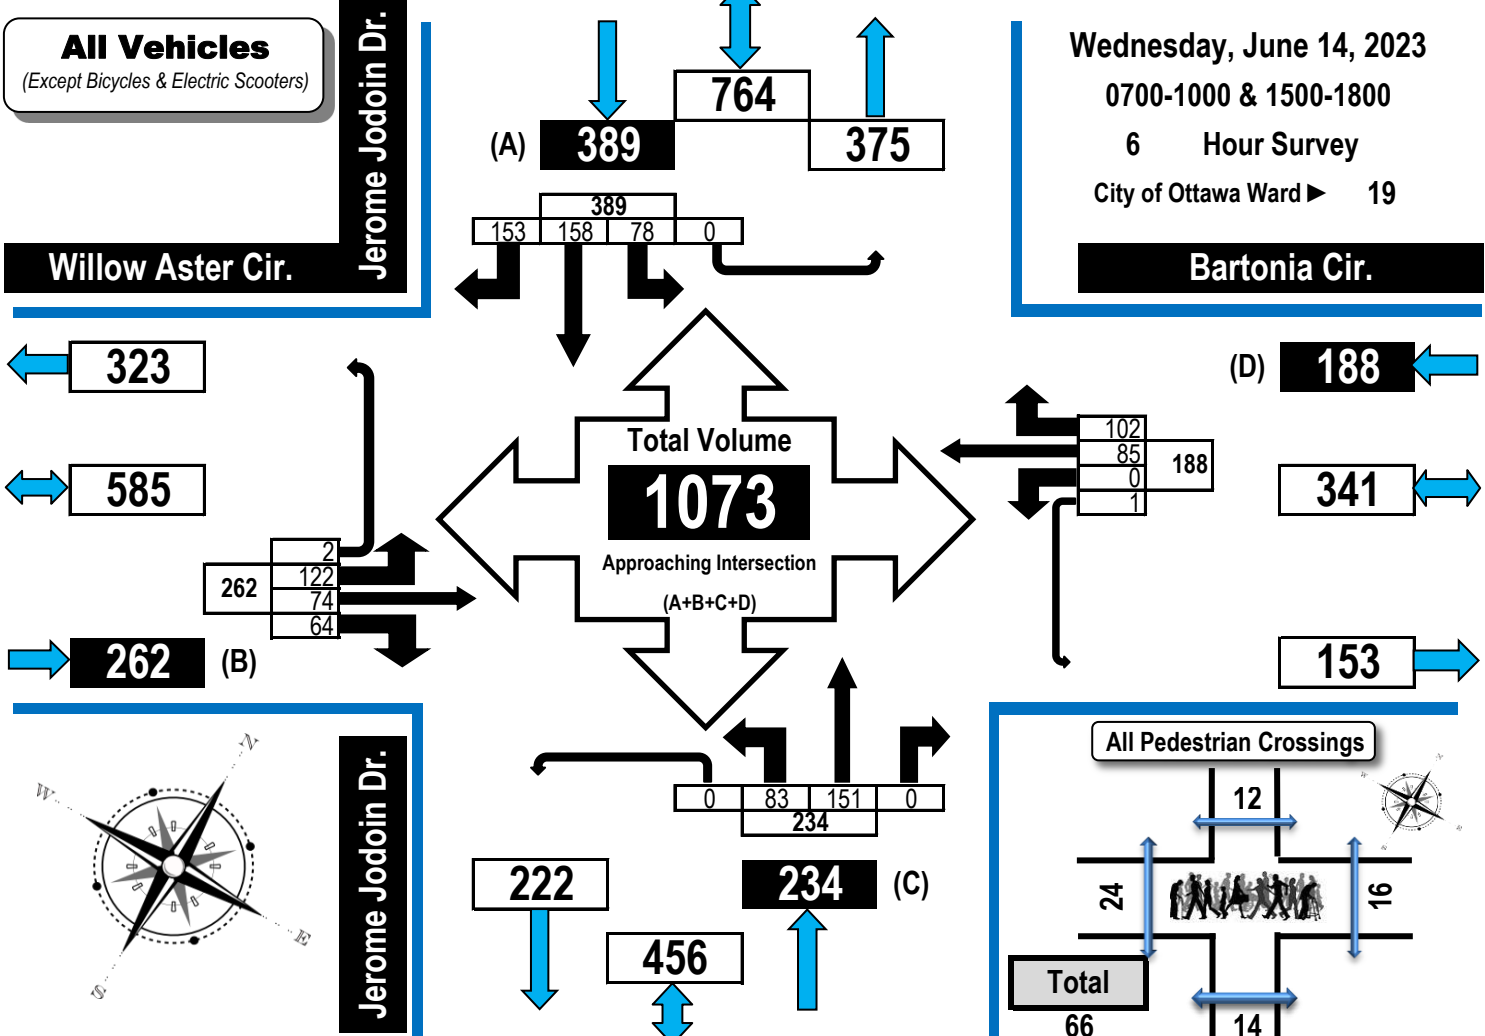 All Vehicles
(Except Bicycles & Electric Scooters)
Jerome Jodoin Dr.
Willow Aster Cir.
764
(A)
389
375
389
153 158 78 0
Wednesday, June 14, 2023
0700-1000 & 1500-1800
6 Hour Survey
City of Ottawa Ward ► 19
Bartonia Cir.
323
585
2
122
74
64
262
262
(B)
Total Volume
1073
Approaching Intersection
(A+B+C+D)
(D)
188
102
85
0
1
188
341
153
N
W
E
S
Jerome Jodoin Dr.
0 83 151 0
234
222
234
(C)
456
All Pedestrian Crossings
12
24
16
Total
66
14